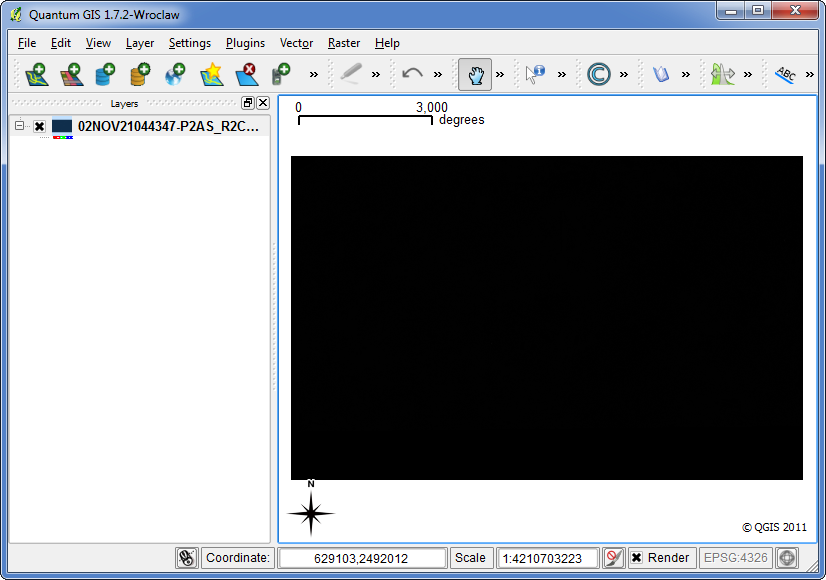 Quantum GIS 1.7.2-Wroclaw
File Edit View Layer Settings Plugins Vector Raster Help
ABC
Layers
02NOV21044347-P2AS_R2C...
0 3,000
degrees
N
© QGIS 2011
Coordinate: 629103,2492012 Scale 1:4210703223 Render EPSG:4326